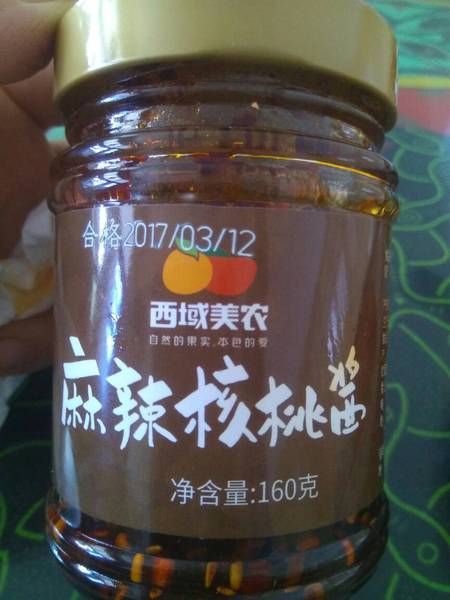 合格2017/03/12
西域美农
自然的果实.本色的爱
麻辣核桃酱
净含量:160克